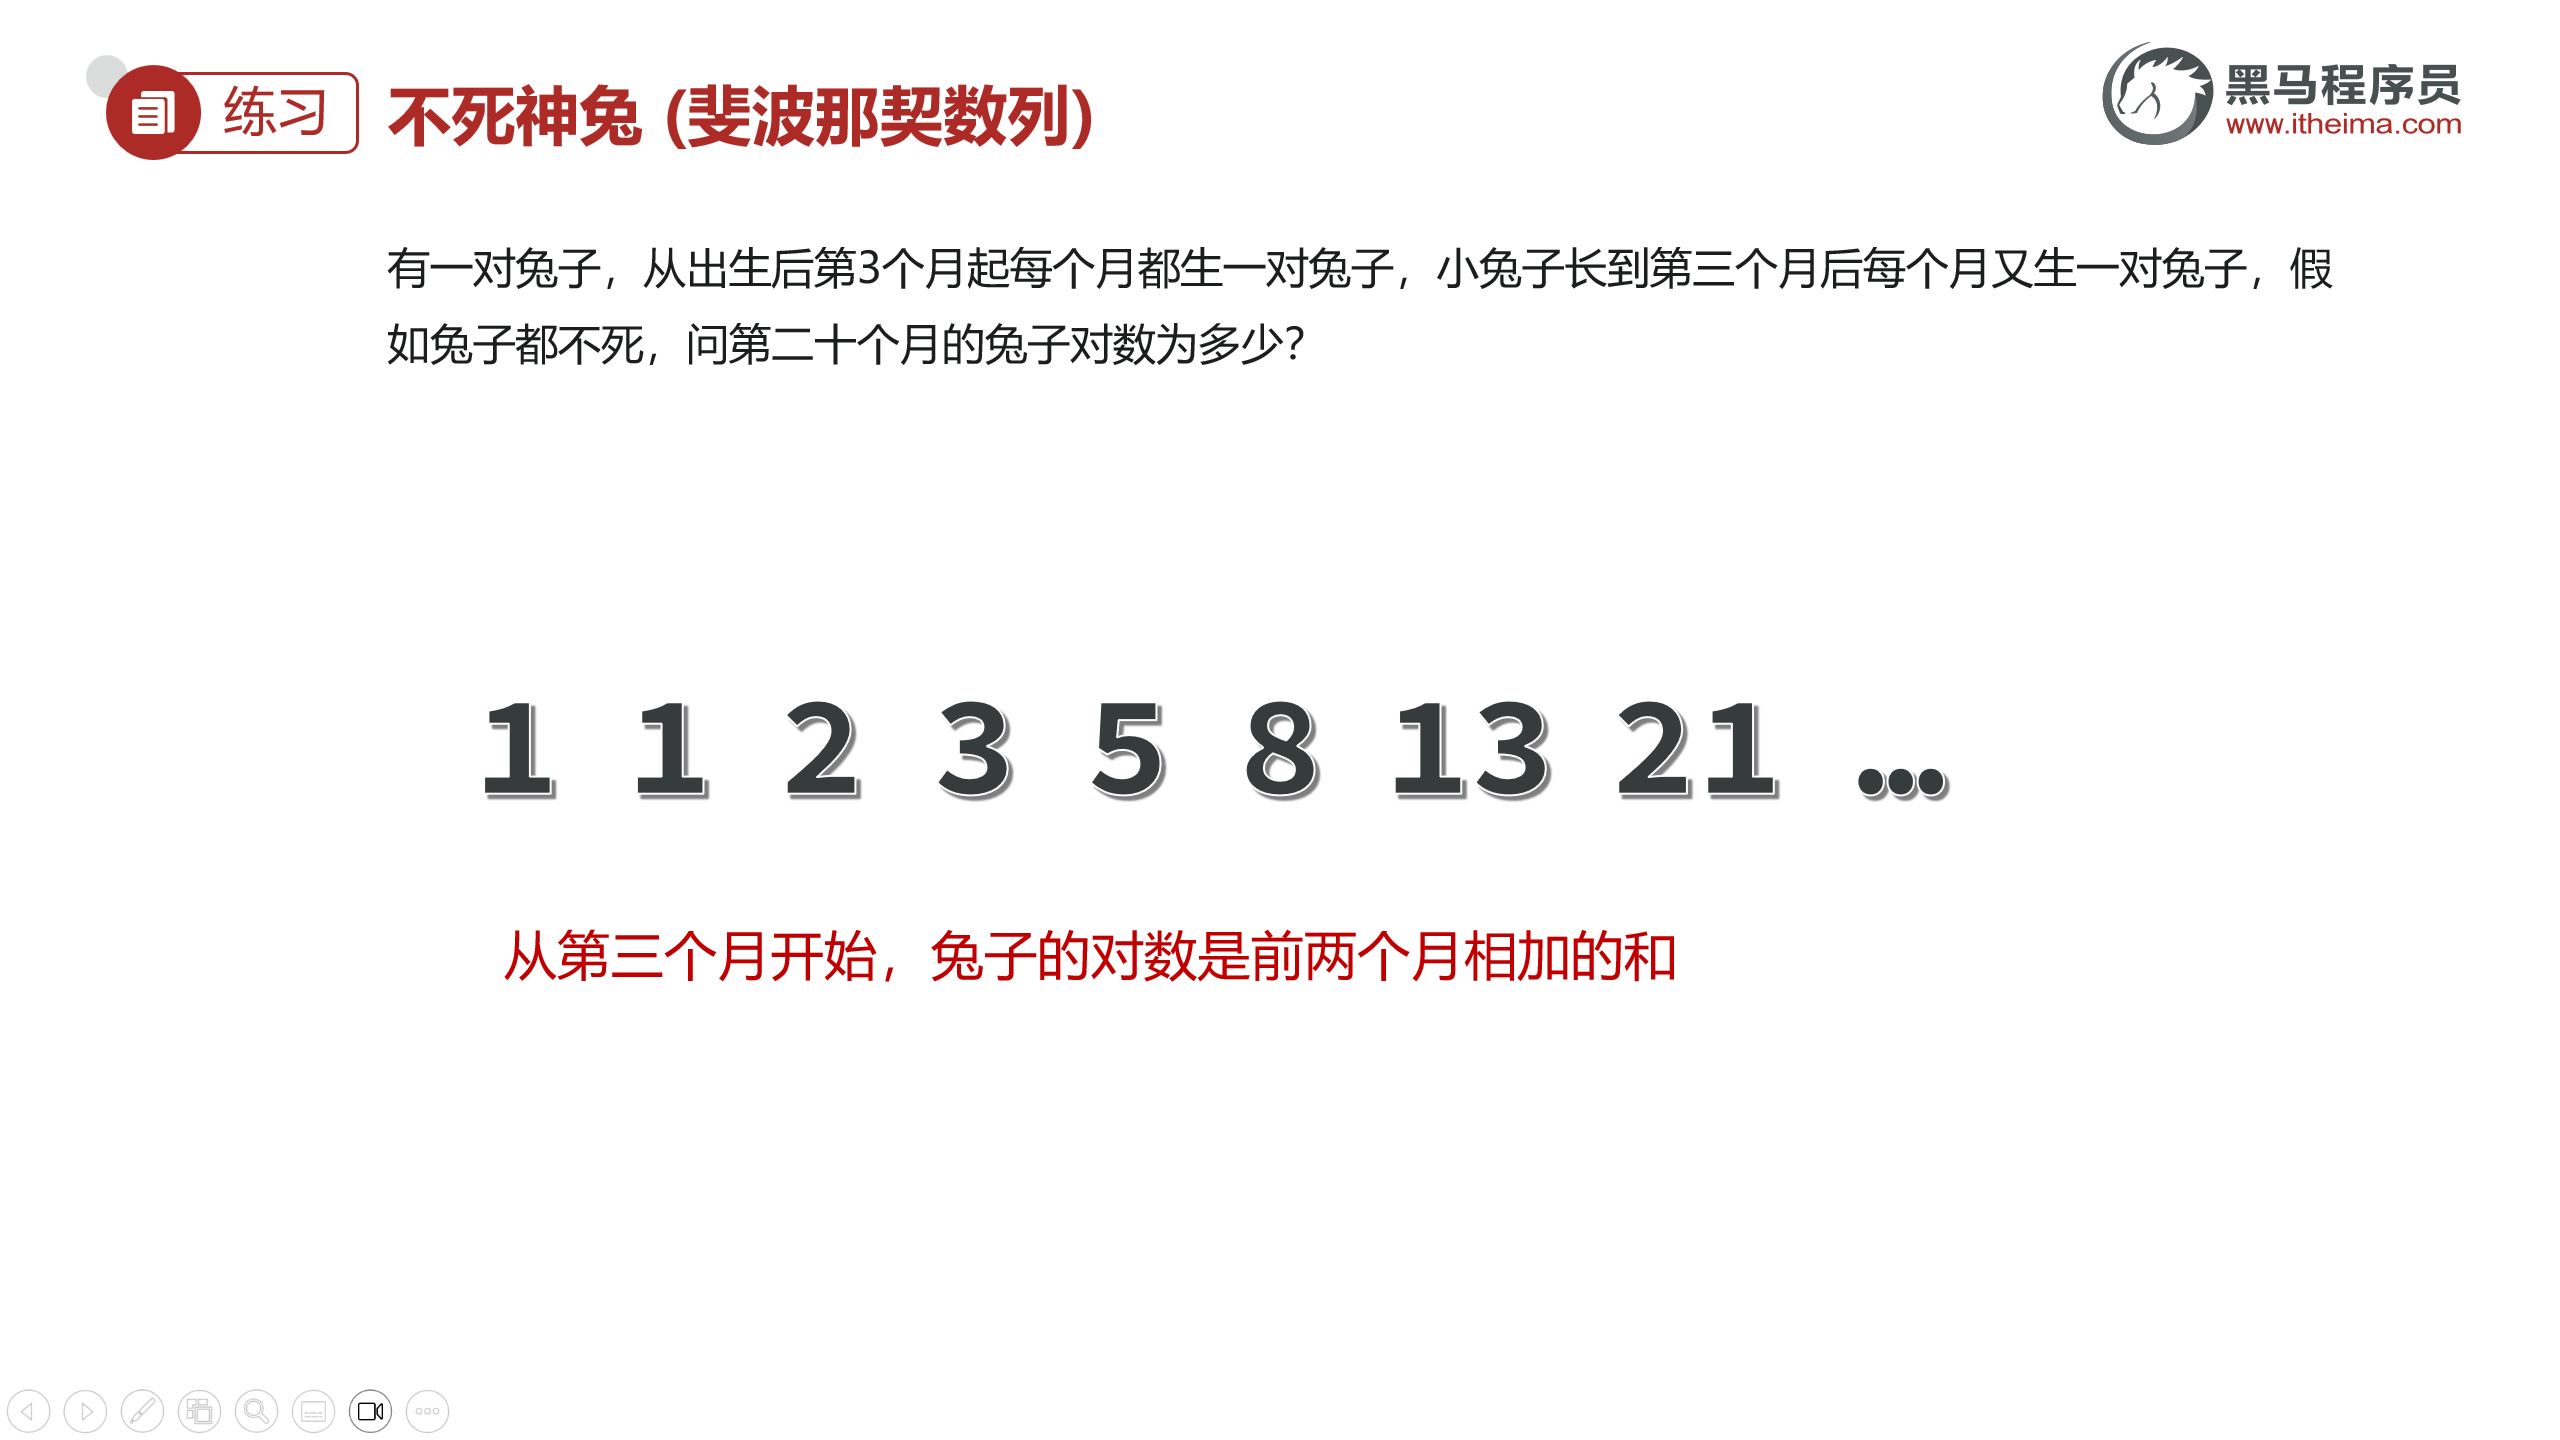 练习
不死神兔 (斐波那契数列)
黑马程序员
www.itheima.com
有一对兔子，从出生后第3个月起每个月都生一对兔子，小兔子长到第三个月后每个月又生一对兔子，假
如兔子都不死，问第二十个月的兔子对数为多少？
1 1 2 3 5 8 13 21 ...
从第三个月开始，兔子的对数是前两个月相加的和